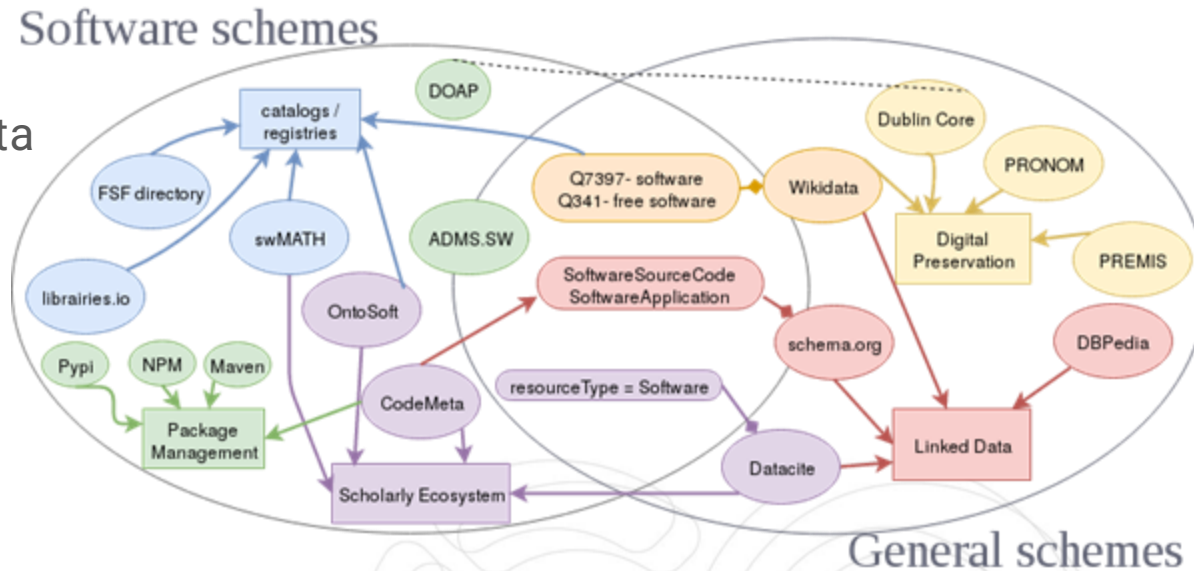 Software schemes
ta
DOAP
catalogs /
registries
Dublin Core
PRONOM
FSF directory
Q7397- software
Q341- free software
Wikidata
swMATH
ADMS.SW
Digital
Preservation
PREMIS
librairies.io
OntoSoft
SoftwareSourceCode
SoftwareApplication
schema.org
DBPedia
Pypi
NPM
Maven
CodeMeta
resourceType = Software
Package
Management
Linked Data
Datacite
Scholarly Ecosystem
General schemes